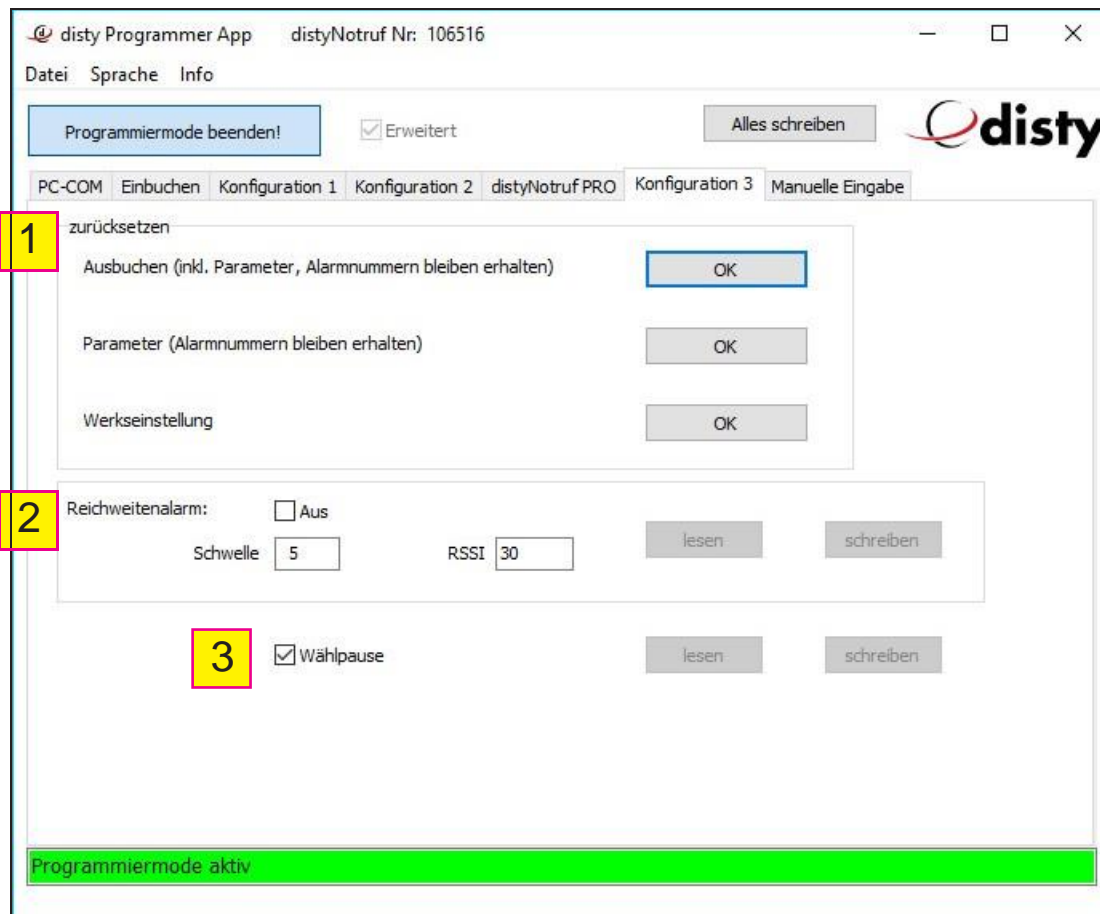 disty Programmer App distyNotruf Nr: 106516
Datei Sprache Info
Programmiermode beenden! Erweitert Alles schreiben disty
PC-COM Einbuchen Konfiguration 1 Konfiguration 2 distyNotruf PRO Konfiguration 3 Manuelle Eingabe
1 zurücksetzen
Ausbuchen (inkl. Parameter, Alarmnummern bleiben erhalten) OK
Parameter (Alarmnummern bleiben erhalten) OK
Werkseinstellung OK
2 Reichweitenalarm: Aus
Schwelle 5 RSSI 30 lesen schreiben
3 Wählpause lesen schreiben
Programmiermode aktiv